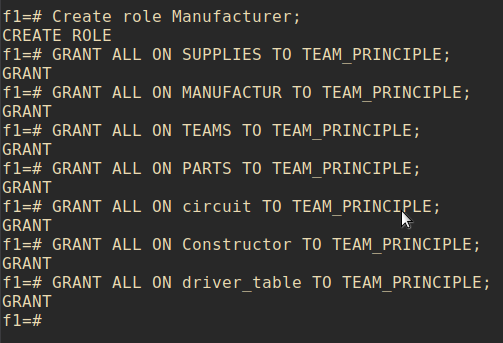 f1=# Create role Manufacturer;
CREATE ROLE
f1=# GRANT ALL ON SUPPLIES TO TEAM_PRINCIPLE;
GRANT
f1=# GRANT ALL ON MANUFACTUR TO TEAM_PRINCIPLE;
GRANT
f1=# GRANT ALL ON TEAMS TO TEAM_PRINCIPLE;
GRANT
f1=# GRANT ALL ON PARTS TO TEAM_PRINCIPLE;
GRANT
f1=# GRANT ALL ON circuit TO TEAM_PRINCIPLE;
GRANT
f1=# GRANT ALL ON Constructor TO TEAM_PRINCIPLE;
GRANT
f1=# GRANT ALL ON driver_table TO TEAM_PRINCIPLE;
GRANT
f1=#